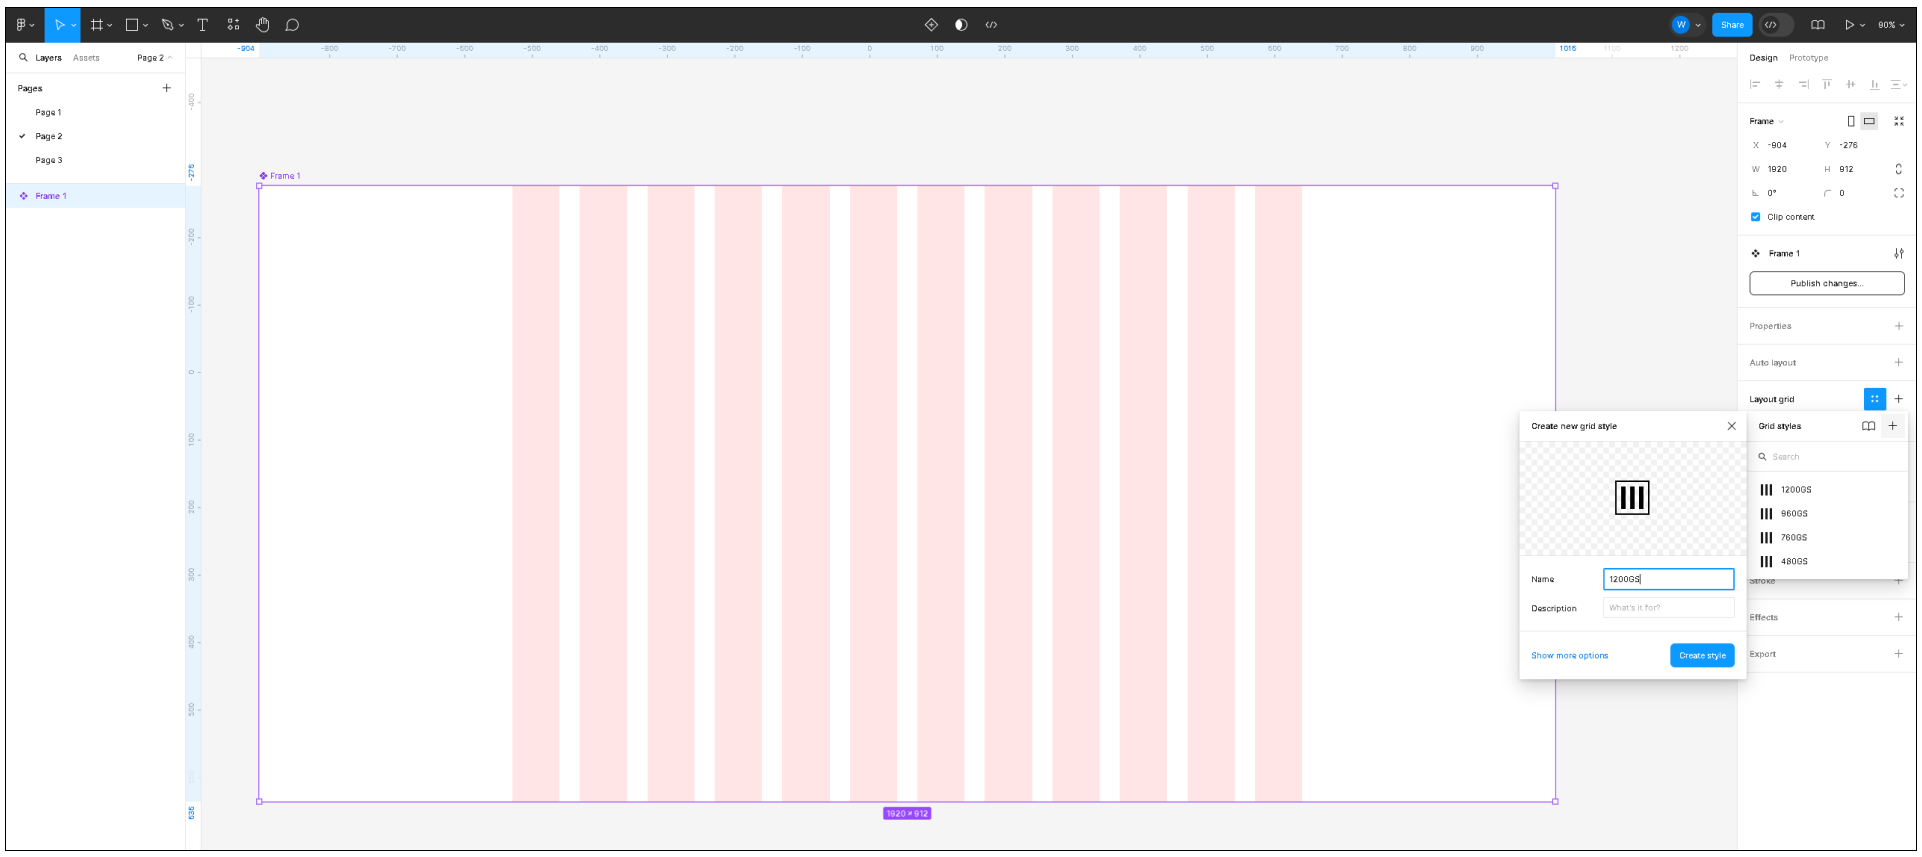 W
Share
90%
Layers
Assets
Page 2
-904
-800
-700
-600
-500
-400
-300
-200
-100
0
100
200
300
400
500
600
700
800
900
1016
1100
1200
Design
Prototype
Pages
Page 1
Page 2
Page 3
Frame 1
-400
-275
-200
-100
0
100
200
300
400
500
535
Frame 1
1920 × 912
Frame
X -904
Y -276
W 1920
H 912
0°
0
Clip content
Frame 1
Publish changes...
Properties
Auto layout
Layout grid
Create new grid style
Name
1200GS
Description
What's it for?
Show more options
Create style
Grid styles
Search
1200GS
960GS
760GS
480GS
Stroke
Effects
Export